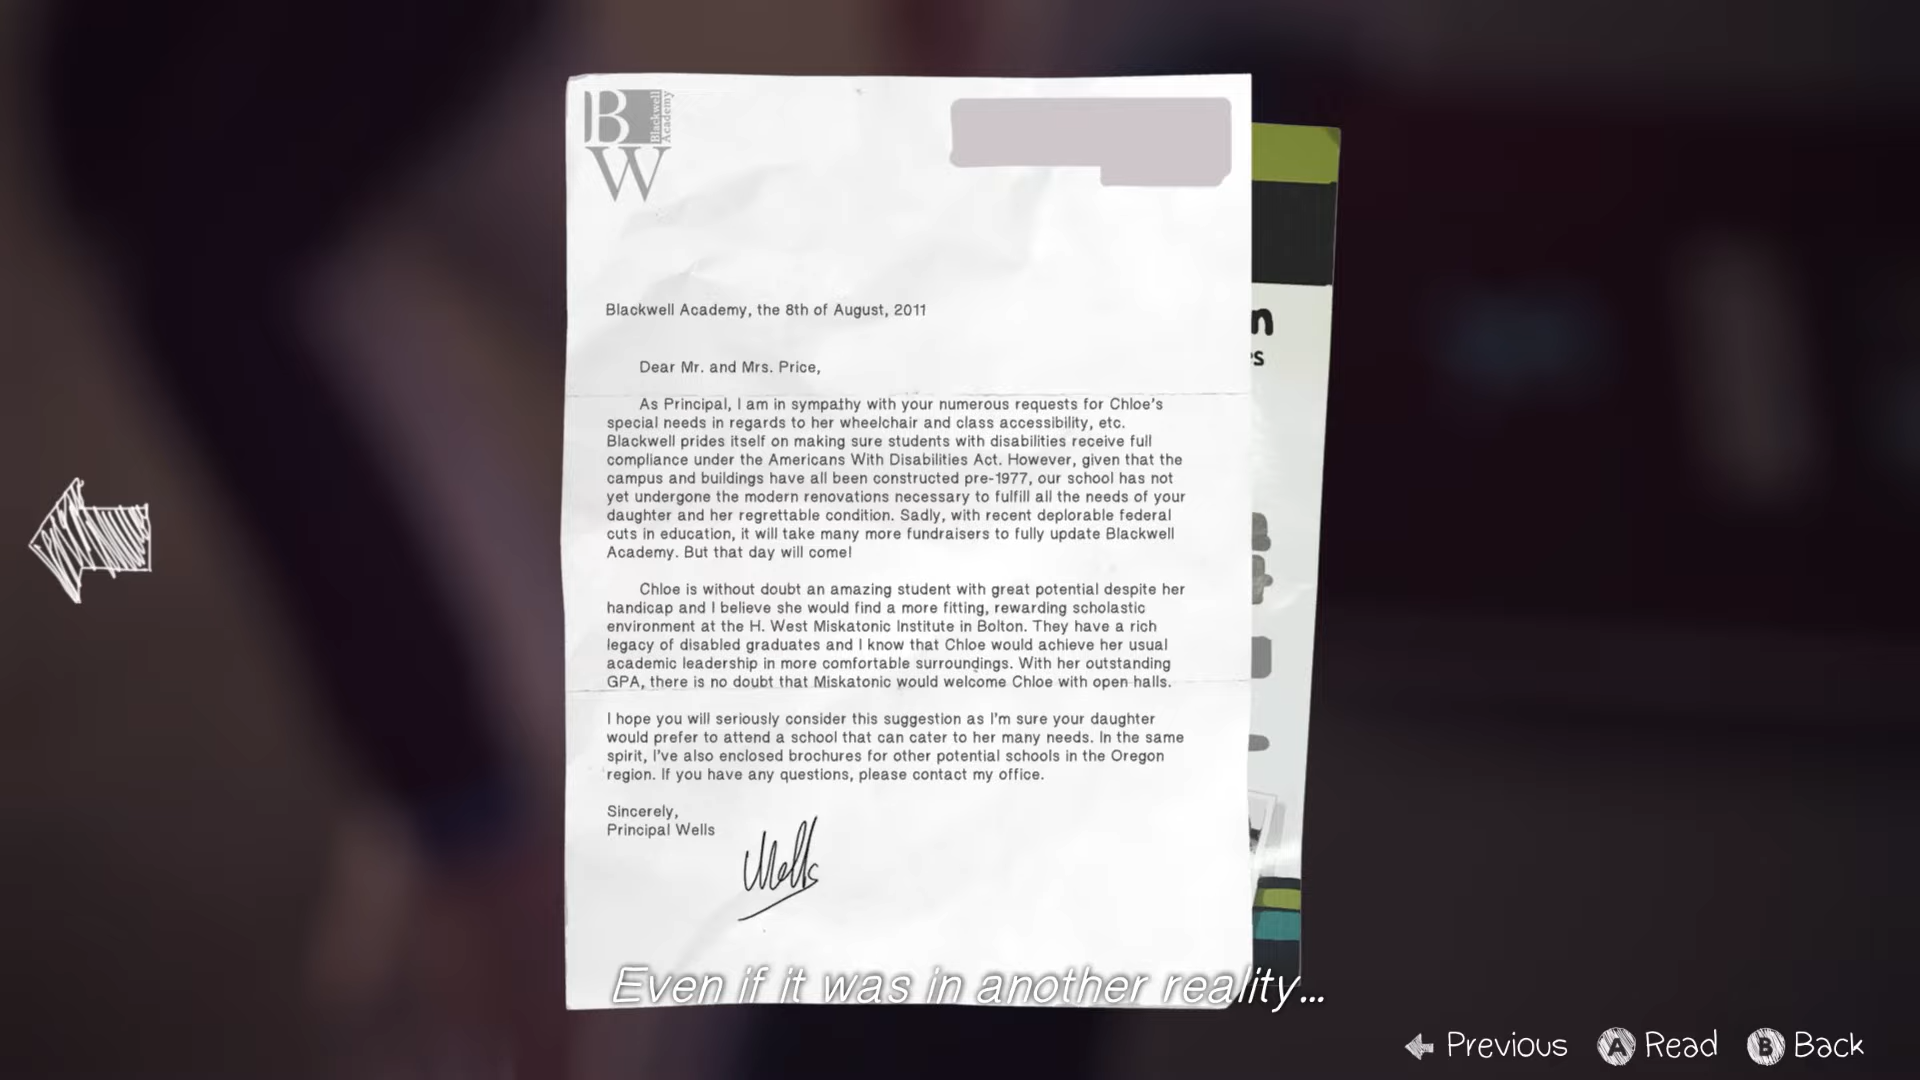 BW Blackwell Academy
Blackwell Academy, the 8th of August, 2011
Dear Mr. and Mrs. Price,
As Principal, I am in sympathy with your numerous requests for Chloe's
special needs in regards to her wheelchair and class accessibility, etc.
Blackwell prides itself on making sure students with disabilities receive full
compliance under the Americans With Disabilities Act. However, given that the
campus and buildings have all been constructed pre-1977, our school has not
yet undergone the modern renovations necessary to fulfill all the needs of your
daughter and her regrettable condition. Sadly, with recent deplorable federal
cuts in education, it will take many more fundraisers to fully update Blackwell
Academy. But that day will come!
Chloe is without doubt an amazing student with great potential despite her
handicap and I believe she would find a more fitting, rewarding scholastic
environment at the H. West Miskatonic Institute in Bolton. They have a rich
legacy of disabled graduates and I know that Chloe would achieve her usual
academic leadership in more comfortable surroundings. With her outstanding
GPA, there is no doubt that Miskatonic would welcome Chloe with open halls.
I hope you will seriously consider this suggestion as I'm sure your daughter
would prefer to attend a school that can cater to her many needs. In the same
spirit, I've also enclosed brochures for other potential schools in the Oregon
region. If you have any questions, please contact my office.
Sincerely,
Principal Wells
Wells
Even if it was in another reality...
Previous A Read B Back